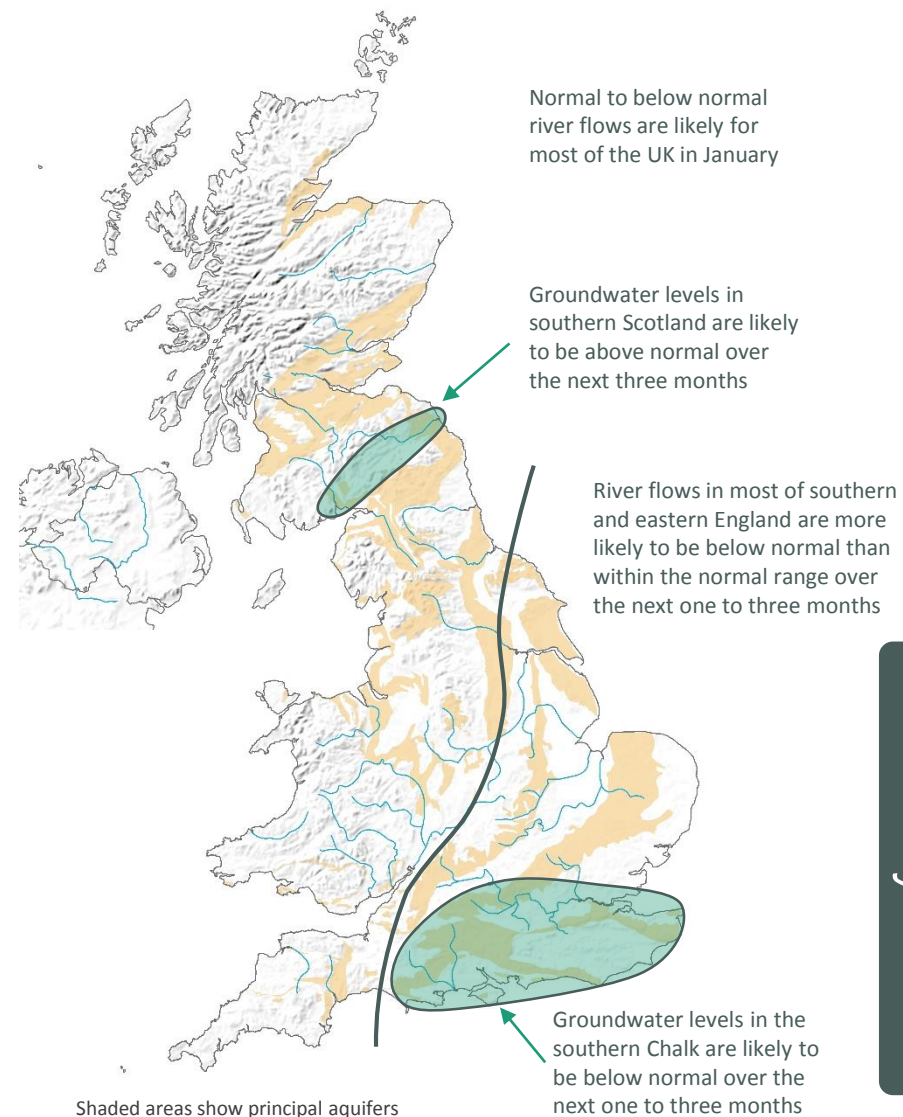 Normal to below normal
river flows are likely for
most of the UK in January
Groundwater levels in
southern Scotland are likely
to be above normal over
the next three months
River flows in most of southern
and eastern England are more
likely to be below normal than
within the normal range over
the next one to three months
Groundwater levels in the
southern Chalk are likely to
be below normal over the
next one to three months
Shaded areas show principal aquifers